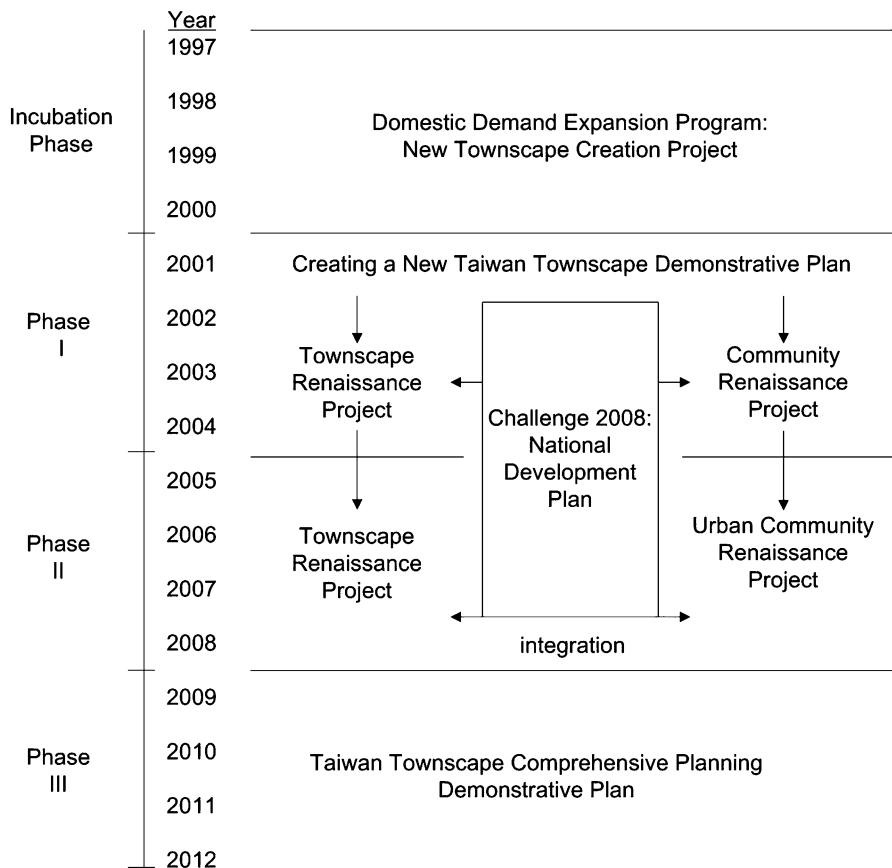 Year
1997
1998
1999
2000
Incubation
Phase
Domestic Demand Expansion Program:
New Townscape Creation Project
2001
2002
2003
2004
Phase
I
Creating a New Taiwan Townscape Demonstrative Plan
Townscape
Renaissance
Project
Community
Renaissance
Project
Challenge 2008:
National
Development
Plan
2005
2006
2007
2008
Phase
II
Townscape
Renaissance
Project
Urban Community
Renaissance
Project
integration
2009
2010
2011
2012
Phase
III
Taiwan Townscape Comprehensive Planning
Demonstrative Plan